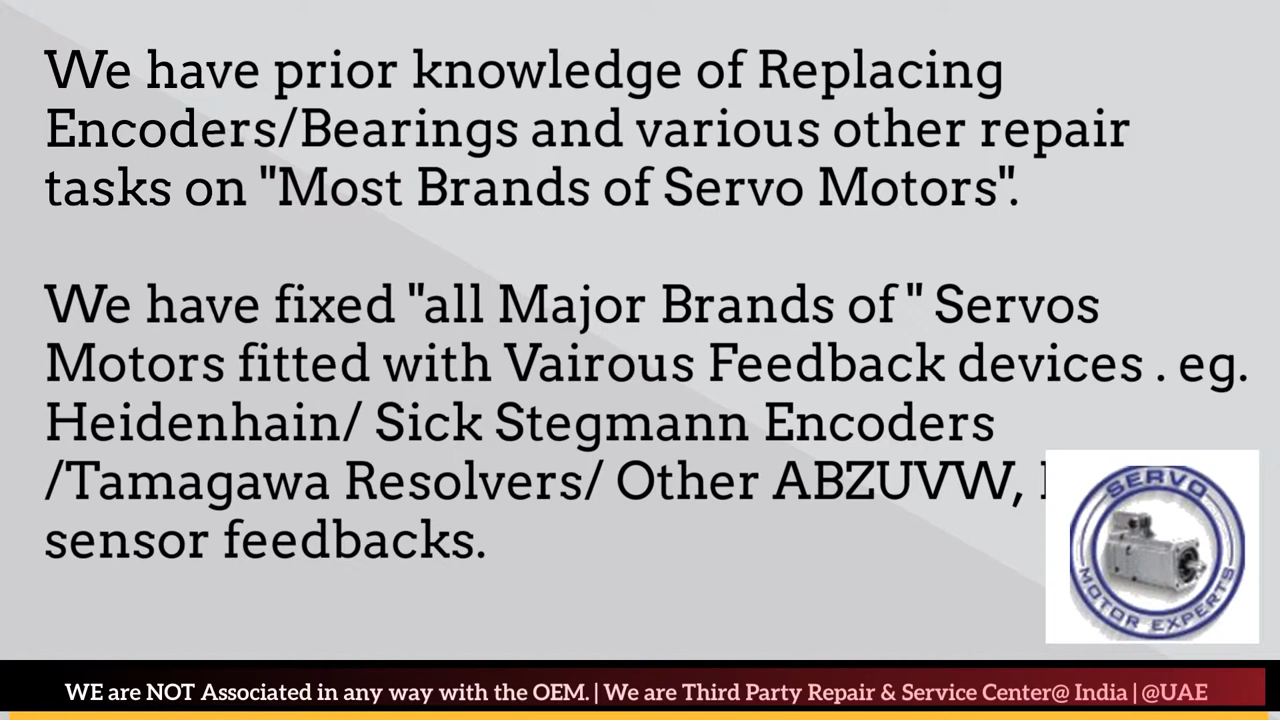 We have prior knowledge of Replacing
Encoders/Bearings and various other repair
tasks on "Most Brands of Servo Motors".
We have fixed "all Major Brands of " Servos
Motors fitted with Vairous Feedback devices . eg.
Heidenhain/ Sick Stegmann Encoders
/Tamagawa Resolvers/ Other ABZUVW,
sensor feedbacks.
SERVO
MOTOR EXPERTS
WE are NOT Associated in any way with the OEM. | We are Third Party Repair & Service Center@ India | @UAE